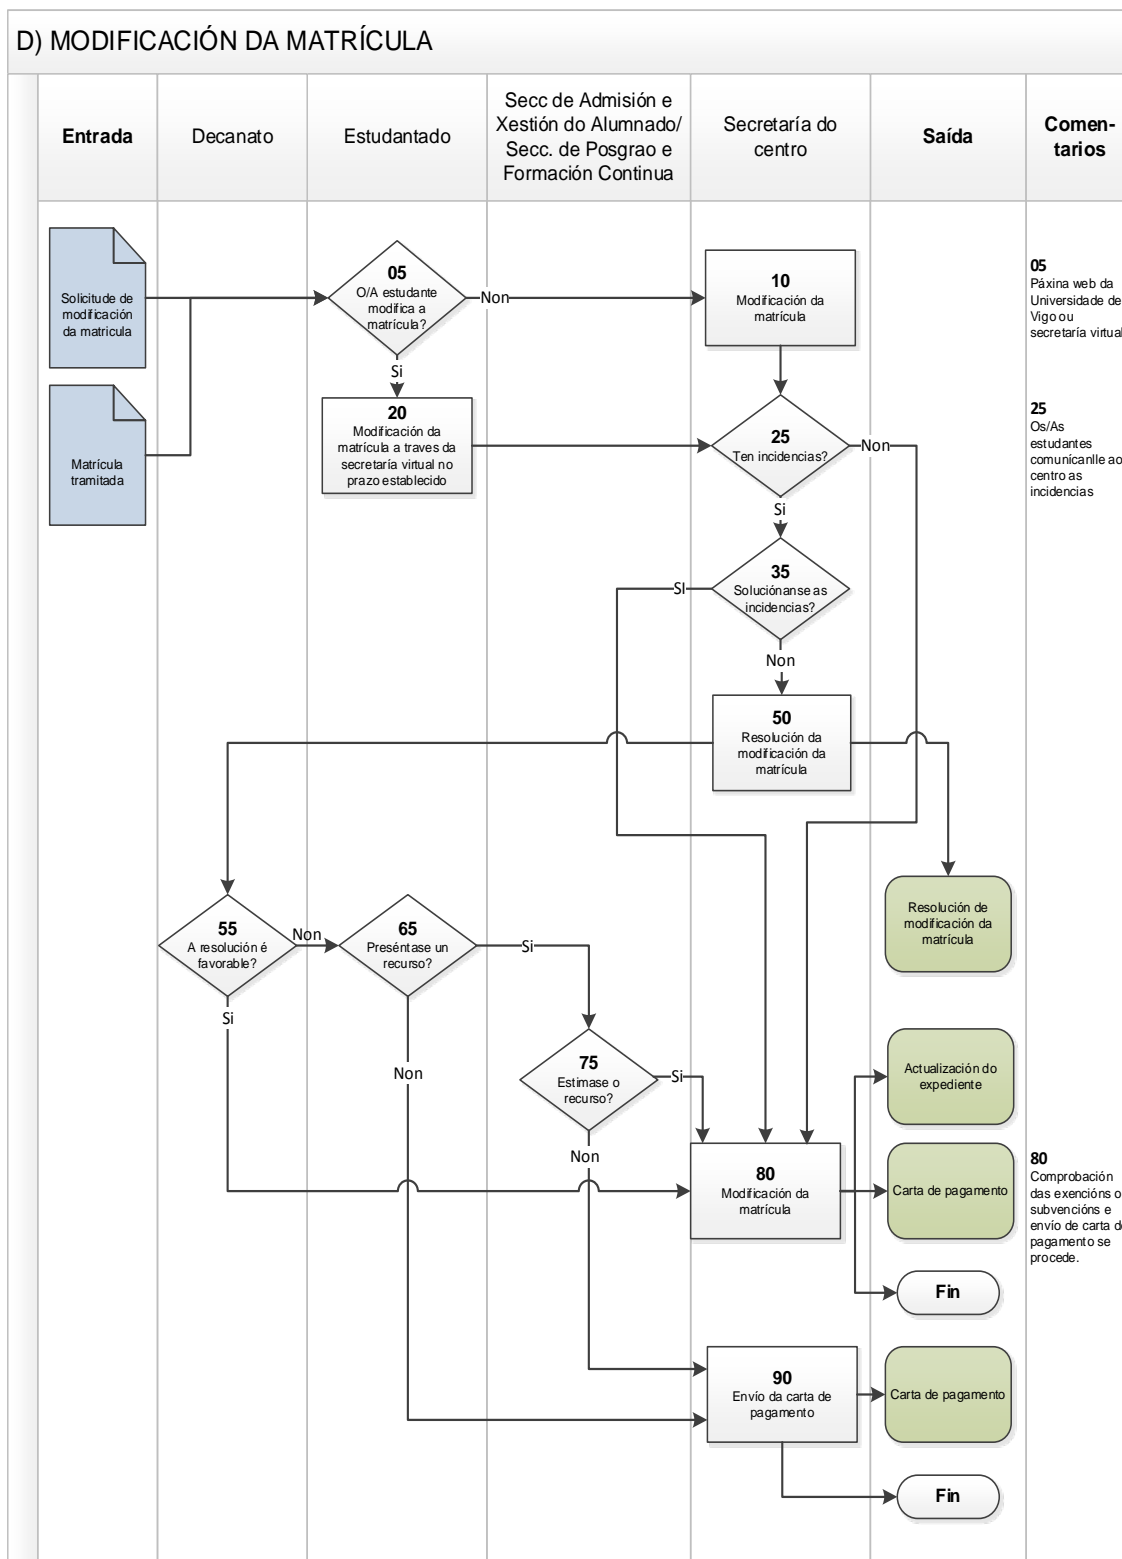 D) MODIFICACIÓN DA MATRÍCULA
Entrada
Decanato
Estudantado
Secc de Admisión e
Xestión do Alumnado/
Secc. de Posgrao e
Formación Continua
Secretaría do
centro
Saída
Comen-
tarios
Solicitude de
modificación
da matricula
05
O/A estudante
modifica a
matrícula?
Non
10
Modificación da
matrícula
05
Páxina web da
Universidade de
Vigo ou
secretaría virtual
Si
Matrícula
tramitada
20
Modificación da
matrícula a traves da
secretaría virtual no
prazo establecido
25
Ten incidencias?
Non
25
Os/As
estudantes
comunícanlle ao
centro as
incidencias
Si
35
Soluciónanse as
incidencias?
SI
Non
50
Resolución da
modificación da
matrícula
Resolución de
modificación da
matrícula
55
A resolución é
favorable?
Non
65
Preséntase un
recurso?
Si
Si
Non
75
Estimase o
recurso?
Si
Non
Actualización do
expediente
80
Modificación da
matrícula
Carta de pagamento
80
Comprobación
das exencións o
subvencións e
envío de carta de
pagamento se
procede.
Fin
90
Envío da carta de
pagamento
Carta de pagamento
Fin